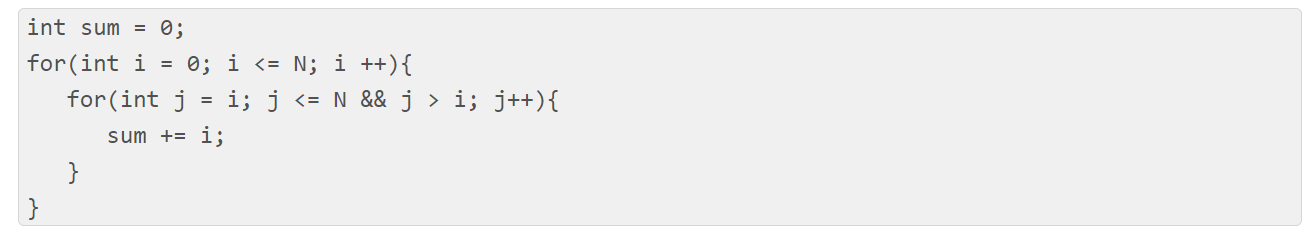 int sum = 0;
for(int i = 0; i <= N; i ++){
   for(int j = i; j <= N && j > i; j++){
      sum += i;
   }
}